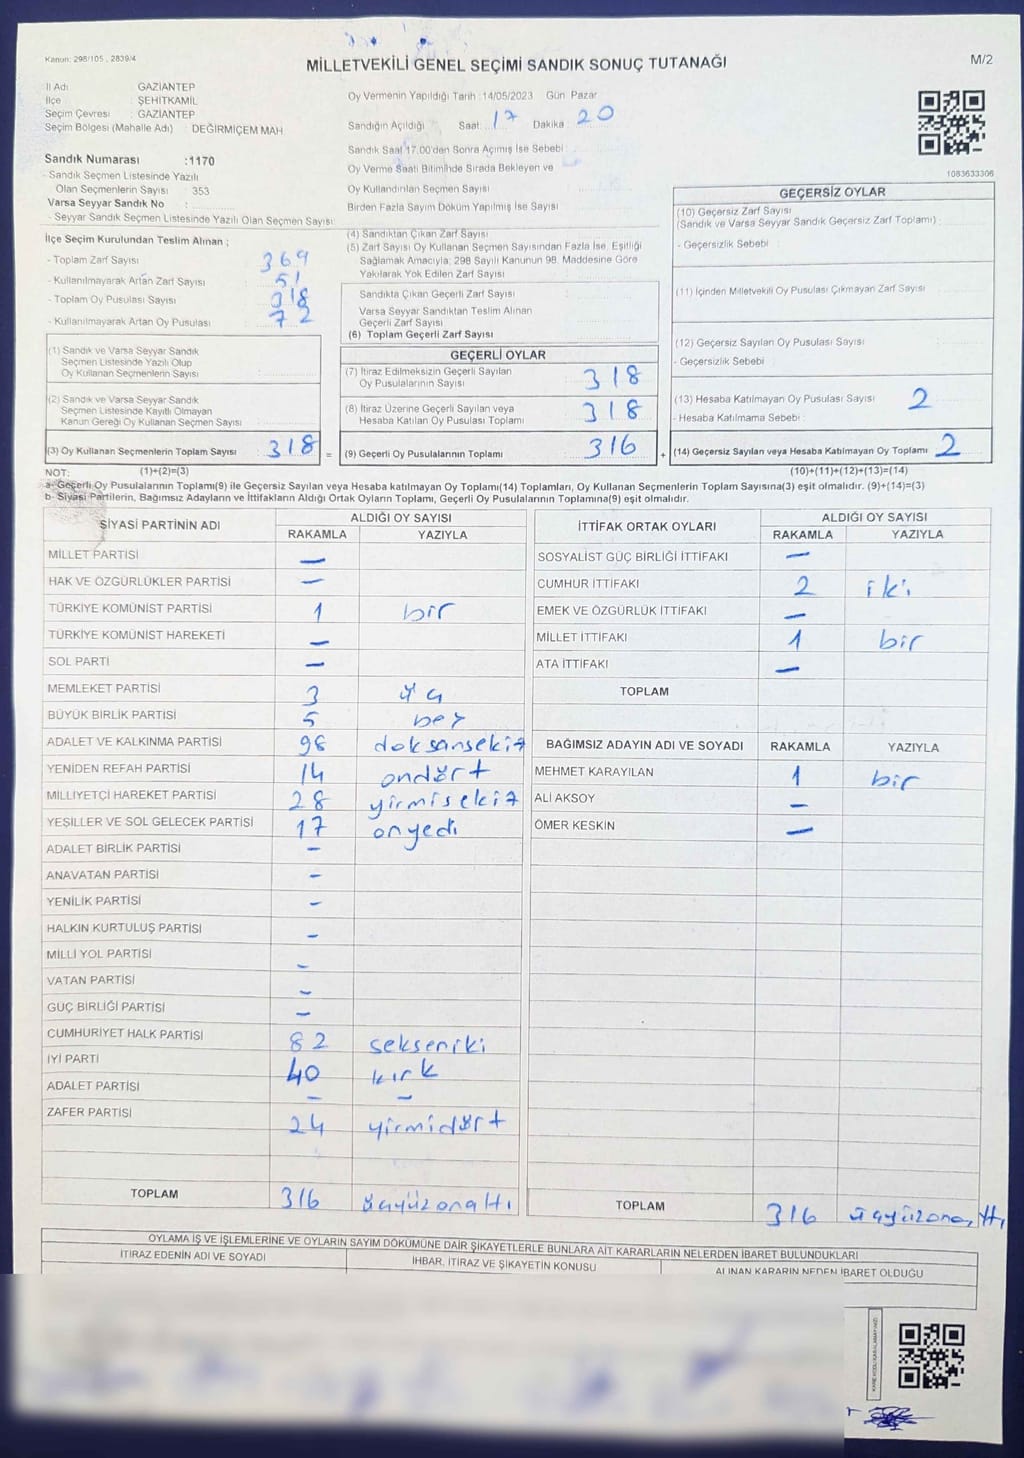 Kanun: 298/105 , 2839/4
MİLLETVEKİLİ GENEL SEÇİMİ SANDIK SONUÇ TUTANAĞI
M/2
İl Adı : GAZİANTEP
İlçe : ŞEHİTKAMİL
Seçim Çevresi : GAZİANTEP
Seçim Bölgesi (Mahalle Adı) : DEĞİRMİÇEM MAH
Sandık Numarası :1170
- Sandık Seçmen Listesinde Yazılı
Olan Seçmenlerin Sayısı : 353
Varsa Seyyar Sandık No :
- Seyyar Sandık Seçmen Listesinde Yazılı Olan Seçmen Sayısı:
Oy Vermenin Yapıldığı Tarih :14/05/2023 Gün: Pazar
Sandığın Açıldığı Saat: 17 Dakika: 20
Sandık Saat 17.00'den Sonra Açılmış İse Sebebi :
Oy Verme Saati Bitiminde Sırada Bekleyen ve
Oy Kullandırılan Seçmen Sayısı
Birden Fazla Sayım Döküm Yapılmış İse Sayısı
1083633306
İlçe Seçim Kurulundan Teslim Alınan ;
- Toplam Zarf Sayısı : 369
- Kullanılmayarak Artan Zarf Sayısı : 51
- Toplam Oy Pusulası : 318
- Kullanılmayarak Artan Oy Pusulası : 72
(1) Sandık ve Varsa Seyyar Sandık
Seçmen Listesinde Yazılı Olup
Oy Kullanan Seçmenlerin Sayısı
(2) Sandık ve Varsa Seyyar Sandık
Seçmen Listesinde Kayıtlı Olmayan
Kanun Gereği Oy Kullanan Seçmen Sayısı
(3) Oy Kullanan Seçmenlerin Toplam Sayısı : 318 =
(4) Sandıktan Çıkan Zarf Sayısı
(5) Zarf Sayısı Oy Kullanan Seçmen Sayısından Fazla İse, Eşitliği
Sağlamak Amacıyla; 298 Sayılı Kanunun 98. Maddesine Göre
Yakılarak Yok Edilen Zarf Sayısı
Sandıkta Çıkan Geçerli Zarf Sayısı
Varsa Seyyar Sandıktan Teslim Alınan
Geçerli Zarf Sayısı
(6) Toplam Geçerli Zarf Sayısı
GEÇERLİ OYLAR
(7) İtiraz Edilmeksizin Geçerli Sayılan
Oy Pusulalarının Sayısı : 318
(8) İtiraz Üzerine Geçerli Sayılan veya
Hesaba Katılan Oy Pusulası Toplamı : 318
(9) Geçerli Oy Pusulalarının Toplamı : 316 +
GEÇERSİZ OYLAR
(10) Geçersiz Zarf Sayısı
(Sandık ve Varsa Seyyar Sandık Geçersiz Zarf Toplamı) :
- Geçersizlik Sebebi :
(11) İçinden Milletvekili Oy Pusulası Çıkmayan Zarf Sayısı
(12) Geçersiz Sayılan Oy Pusulası Sayısı
- Geçersizlik Sebebi
(13) Hesaba Katılmayan Oy Pusulası Sayısı : 2
- Hesaba Katılmama Sebebi :
(14) Geçersiz Sayılan veya Hesaba Katılmayan Oy Toplamı : 2
NOT: (1)+(2)=(3) (10)+(11)+(12)+(13)=(14)
a- Geçerli Oy Pusulalarının Toplamı(9) ile Geçersiz Sayılan veya Hesaba katılmayan Oy Toplamı(14) Toplamları, Oy Kullanan Seçmenlerin Toplam Sayısına(3) eşit olmalıdır. (9)+(14)=(3)
b- Siyasi Partilerin, Bağımsız Adayların ve İttifakların Aldığı Ortak Oyların Toplamı, Geçerli Oy Pusulalarının Toplamına(9) eşit olmalıdır.
SİYASİ PARTİNİN ADI ALDIĞI OY SAYISI
RAKAMLA YAZIYLA
MİLLET PARTİSİ —
HAK VE ÖZGÜRLÜKLER PARTİSİ —
TÜRKİYE KOMÜNİST PARTİSİ 1 bir
TÜRKİYE KOMÜNİST HAREKETİ —
SOL PARTİ —
MEMLEKET PARTİSİ 3 üç
BÜYÜK BİRLİK PARTİSİ 5 beş
ADALET VE KALKINMA PARTİSİ 98 doksansekiz
YENİDEN REFAH PARTİSİ 14 ondört
MİLLİYETÇİ HAREKET PARTİSİ 28 yirmisekiz
YEŞİLLER VE SOL GELECEK PARTİSİ 17 onyedi
ADALET BİRLİK PARTİSİ —
ANAVATAN PARTİSİ —
YENİLİK PARTİSİ —
HALKIN KURTULUŞ PARTİSİ —
MİLLİ YOL PARTİSİ —
VATAN PARTİSİ —
GÜÇ BİRLİĞİ PARTİSİ —
CUMHURİYET HALK PARTİSİ 82 sekseniki
İYİ PARTİ 40 kırk
ADALET PARTİSİ — —
ZAFER PARTİSİ 24 yirmidört
TOPLAM 316 üçyüzonaltı
İTTİFAK ORTAK OYLARI ALDIĞI OY SAYISI
RAKAMLA YAZIYLA
SOSYALİST GÜÇ BİRLİĞİ İTTİFAKI —
CUMHUR İTTİFAKI 2 iki
EMEK VE ÖZGÜRLÜK İTTİFAKI —
MİLLET İTTİFAKI 1 bir
ATA İTTİFAKI —
TOPLAM
BAĞIMSIZ ADAYIN ADI VE SOYADI RAKAMLA YAZIYLA
MEHMET KARAYILAN 1 bir
ALİ AKSOY —
ÖMER KESKİN —
TOPLAM 316 üçyüzonaltı
OYLAMA İŞ VE İŞLEMLERİNE VE OYLARIN SAYIM DÖKÜMÜNE DAİR ŞİKAYETLERLE BUNLARA AİT KARARLARIN NELERDEN İBARET BULUNDUKLARI
İTİRAZ EDENİN ADI VE SOYADI İHBAR, İTİRAZ VE ŞİKAYETİN KONUSU ALINAN KARARIN NEDEN İBARET OLDUĞU